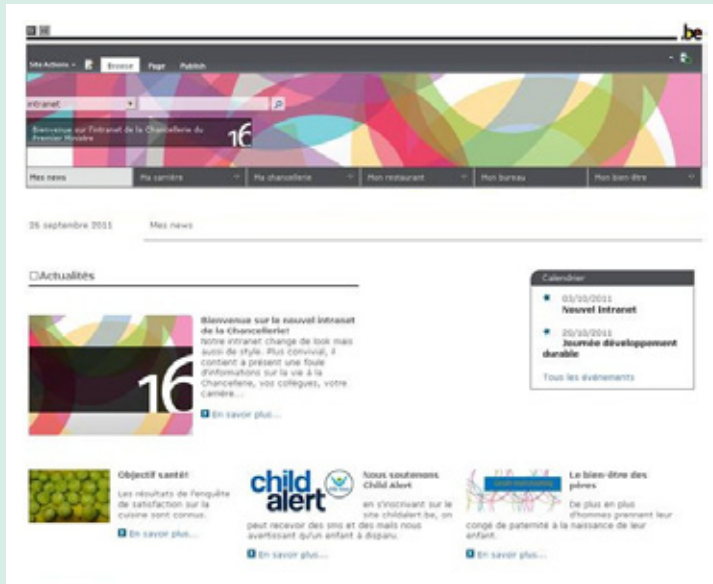 .be
Site Actions Browse Page Publish
intranet
Bienvenue sur l'intranet de la Chancellerie du
Premier Ministre
16
Mes news Ma carrière Ma chancellerie Mon restaurant Mon bureau Mon bien-être
26 septembre 2011 Mes news
Actualités
Bienvenue sur le nouvel intranet
de la Chancellerie!
Notre intranet change de look mais
aussi de style. Plus convivial, il
contient à présent une foule
d'informations sur la vie à la
Chancellerie, vos collègues, votre
carrière...
En savoir plus...
16
Calendrier
03/10/2011
Nouvel Intranet
20/10/2011
Journée développement
durable
Tous les événements
Objectif santé!
Les résultats de l'enquête
de satisfaction sur la
cuisine sont connus.
En savoir plus...
child
alert
Nous soutenons
Child Alert
en s'inscrivant sur le
site childalert.be, on
peut recevoir des sms et des mails nous
avertissant qu'un enfant à disparu.
En savoir plus...
Le bien-être des
pères
De plus en plus
d'hommes prennent leur
congé de paternité à la naissance de leur
enfant.
En savoir plus...